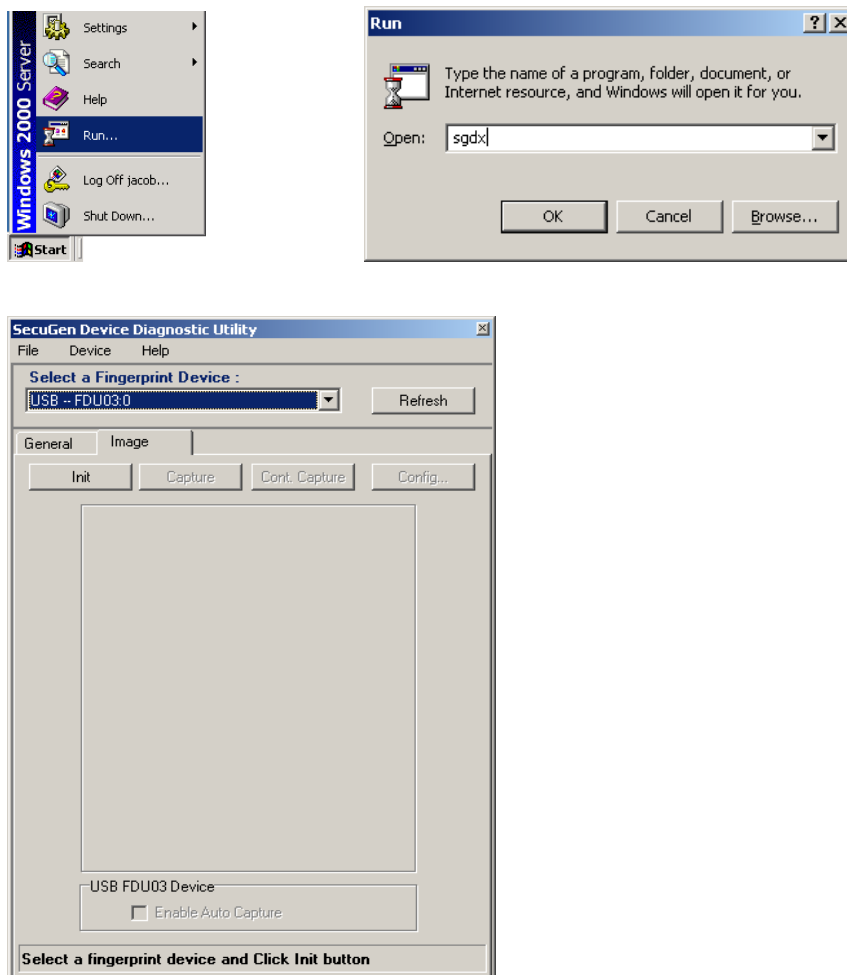 Windows 2000 Server
Settings
Search
Help
Run...
Log Off jacob...
Shut Down...
Start
Run
Type the name of a program, folder, document, or
Internet resource, and Windows will open it for you.
Open: sgdx
OK Cancel Browse...
SecuGen Device Diagnostic Utility
File Device Help
Select a Fingerprint Device :
USB -- FDU03:0 Refresh
General Image
Init Capture Cont. Capture Config...
USB FDU03 Device
Enable Auto Capture
Select a fingerprint device and Click Init button